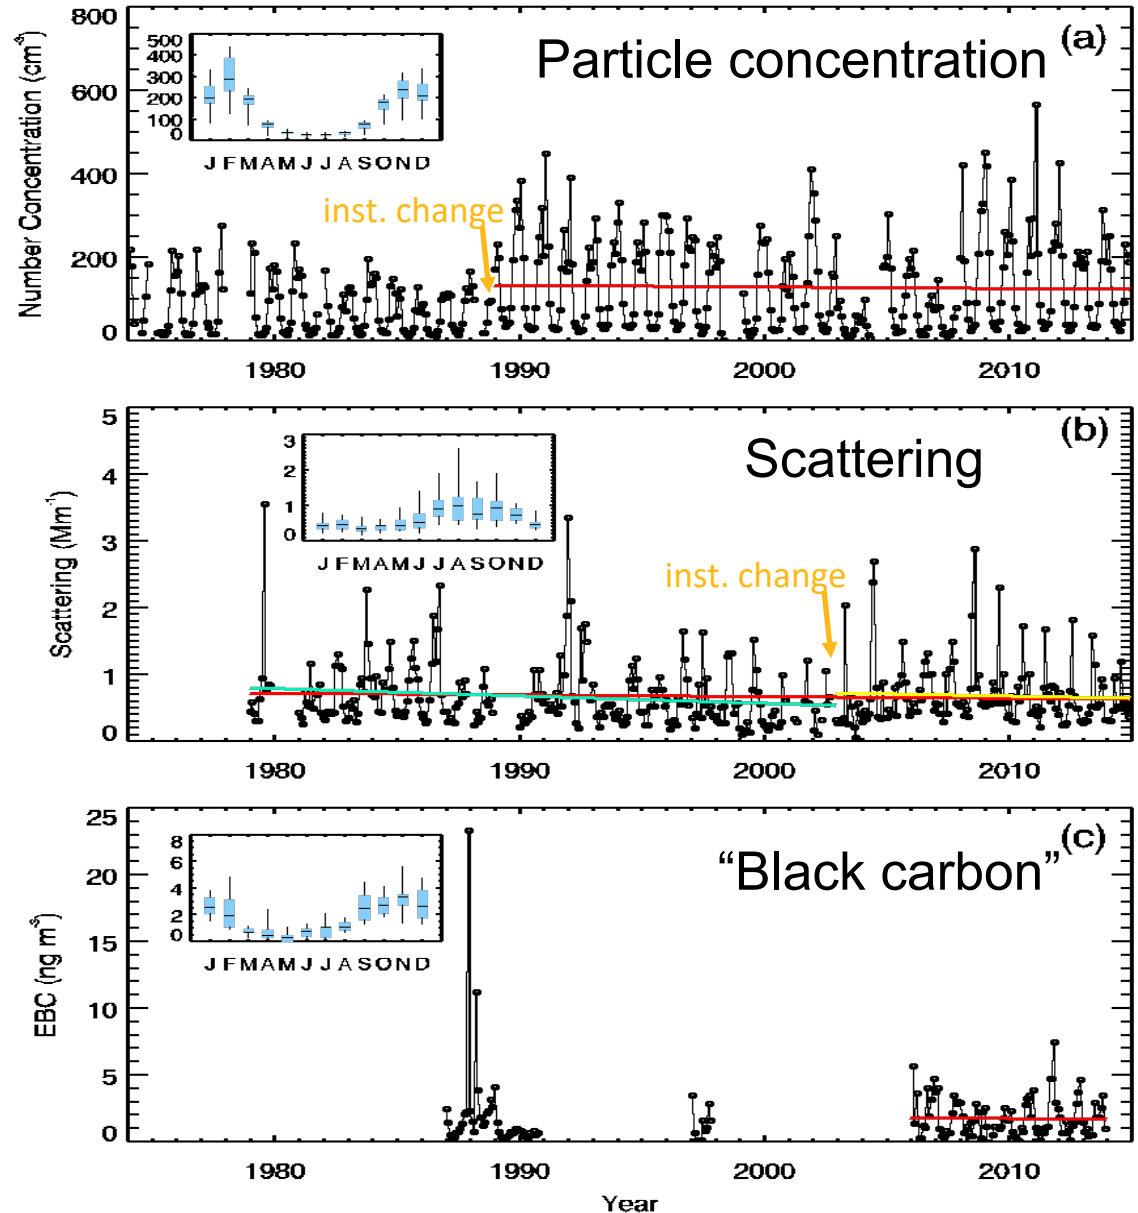 800
600
400
200
0
Number Concentration (cm⁻³)
(a)
Particle concentration
500
400
300
200
100
0
J F M A M J J A S O N D
inst. change
1980 1990 2000 2010
5
4
3
2
1
0
Scattering (Mm⁻¹)
(b)
Scattering
3
2
1
0
J F M A M J J A S O N D
inst. change
1980 1990 2000 2010
25
20
15
10
5
0
EBC (ng m⁻³)
(c)
“Black carbon”
8
6
4
2
0
J F M A M J J A S O N D
1980 1990 2000 2010
Year